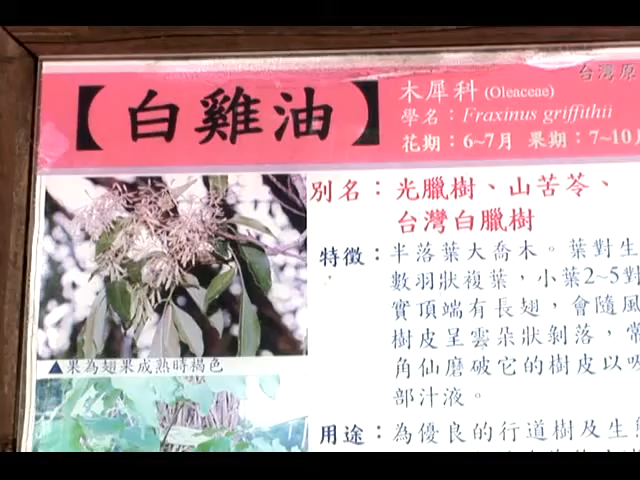 台灣原
【白雞油】
木犀科 (Oleaceae)
學名：Fraxinus griffithii
花期：6~7月 果期：7~10月
別名：光臘樹、山苦苓、
台灣白臘樹
特徵：半落葉大喬木。葉對生
數羽狀複葉，小葉2~5對
實頂端有長翅，會隨風
樹皮呈雲朵狀剝落，常
角仙磨破它的樹皮以吸
部汁液。
▲果為翅果成熟時褐色
用途：為優良的行道樹及生態